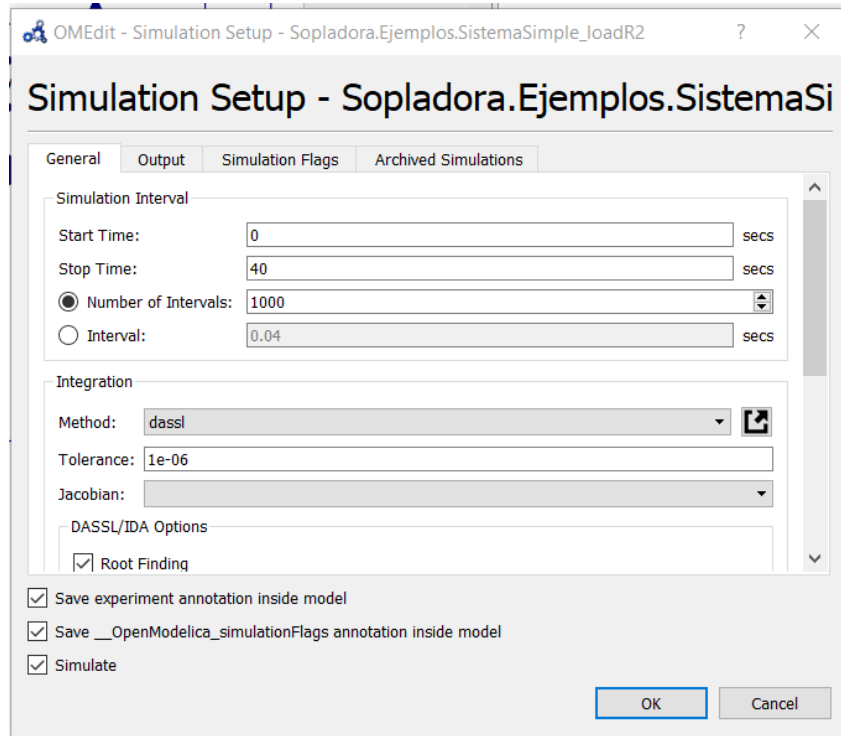 OMEdit - Simulation Setup - Sopladora.Ejemplos.SistemaSimple_loadR2 ?
Simulation Setup - Sopladora.Ejemplos.SistemaSi
General Output Simulation Flags Archived Simulations
Simulation Interval
Start Time: 0 secs
Stop Time: 40 secs
Number of Intervals: 1000
Interval: 0.04 secs
Integration
Method: dassl
Tolerance: 1e-06
Jacobian:
DASSL/IDA Options
Root Finding
Save experiment annotation inside model
Save __OpenModelica_simulationFlags annotation inside model
Simulate
OK Cancel